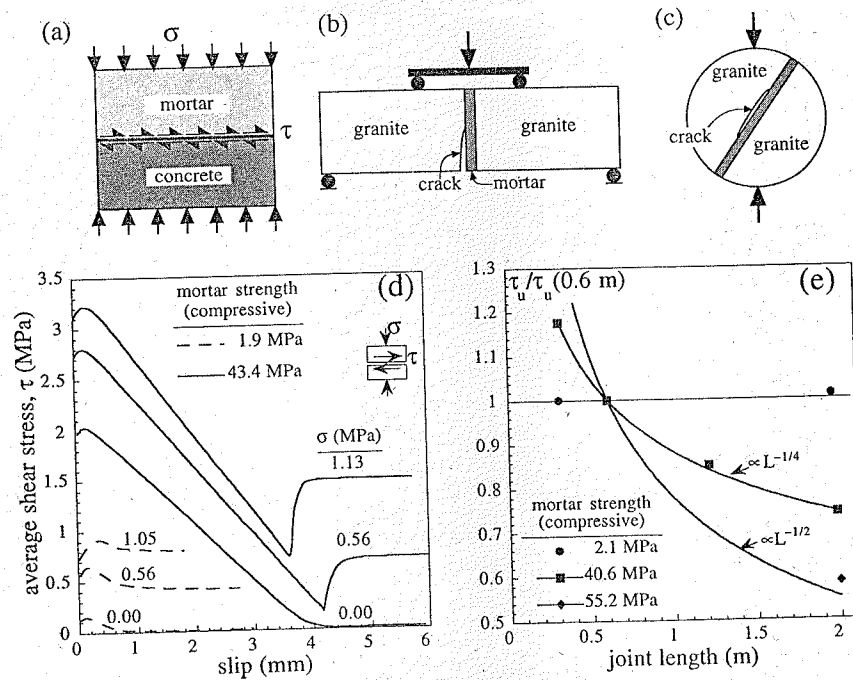 (a)
σ
mortar
τ
concrete
(b)
granite
granite
crack
mortar
(c)
granite
crack
granite
(d)
average shear stress, τ (MPa)
3.5
3
2.5
2
1.5
1
0.5
0
mortar strength
(compressive)
1.9 MPa
43.4 MPa
σ
τ
σ (MPa)
1.13
1.05
0.56
0.56
0.00
0.00
0 1 2 3 4 5 6
slip (mm)
(e)
τu/τu(0.6 m)
1.3
1.2
1.1
1
0.9
0.8
0.7
0.6
0.5
∝L-1/4
∝L-1/2
mortar strength
(compressive)
2.1 MPa
40.6 MPa
55.2 MPa
0 0.5 1 1.5 2
joint length (m)